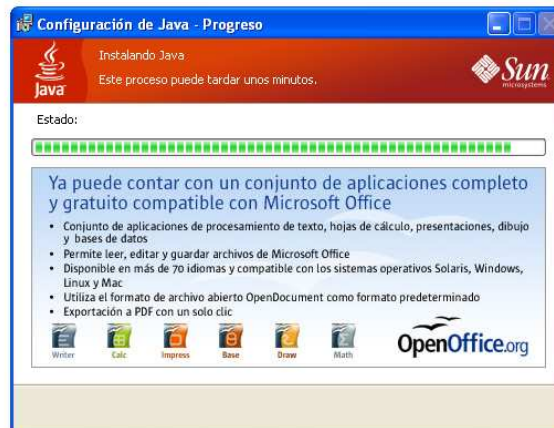 Configuración de Java - Progreso
Instalando Java
Este proceso puede tardar unos minutos.
Java
Sun
microsystems
Estado:
Ya puede contar con un conjunto de aplicaciones completo
y gratuito compatible con Microsoft Office
• Conjunto de aplicaciones de procesamiento de texto, hojas de cálculo, presentaciones, dibujo
y bases de datos
• Permite leer, editar y guardar archivos de Microsoft Office
• Disponible en más de 70 idiomas y compatible con los sistemas operativos Solaris, Windows,
Linux y Mac
• Utiliza el formato de archivo abierto OpenDocument como formato predeterminado
• Exportación a PDF con un solo clic
Writer Calc Impress Base Draw Math
OpenOffice.org